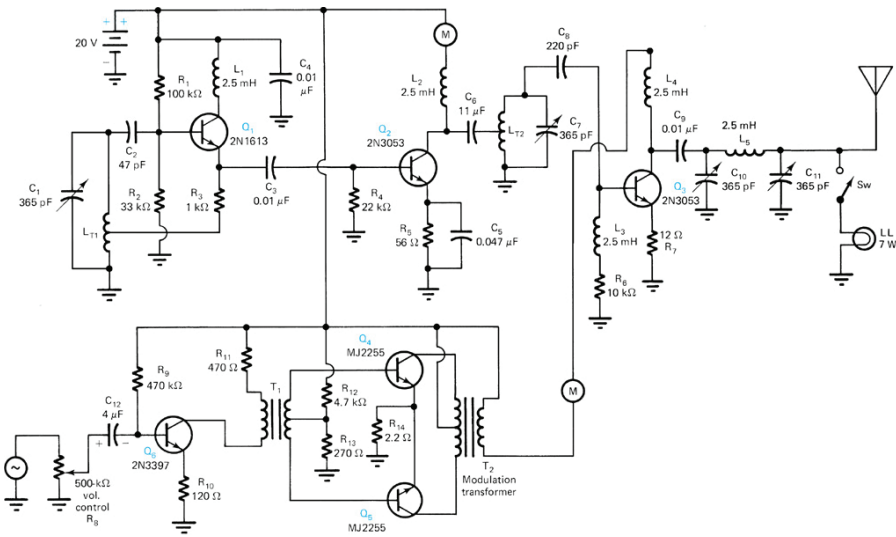 20 V
+
+
−
R1
100 kΩ
L1
2.5 mH
C4
0.01
μF
Q1
2N1613
C2
47 pF
C1
365 pF
LT1
R2
33 kΩ
R3
1 kΩ
C3
0.01 μF
M
L2
2.5 mH
Q2
2N3053
C6
11 μF
R4
22 kΩ
R5
56 Ω
C5
0.047 μF
LT2
C7
365 pF
C8
220 pF
L4
2.5 mH
C9
0.01 μF
2.5 mH
L5
Q3
2N3053
C10
365 pF
C11
365 pF
Sw
LL
7 W
L3
2.5 mH
12 Ω
R7
R6
10 kΩ
R9
470 kΩ
R11
470 Ω
C12
4 μF
+
−
Q6
2N3397
R10
120 Ω
500-kΩ
vol.
control
R8
T1
R12
4.7 kΩ
R13
270 Ω
Q4
MJ2255
R14
2.2 Ω
Q5
MJ2255
T2
Modulation
transformer
M